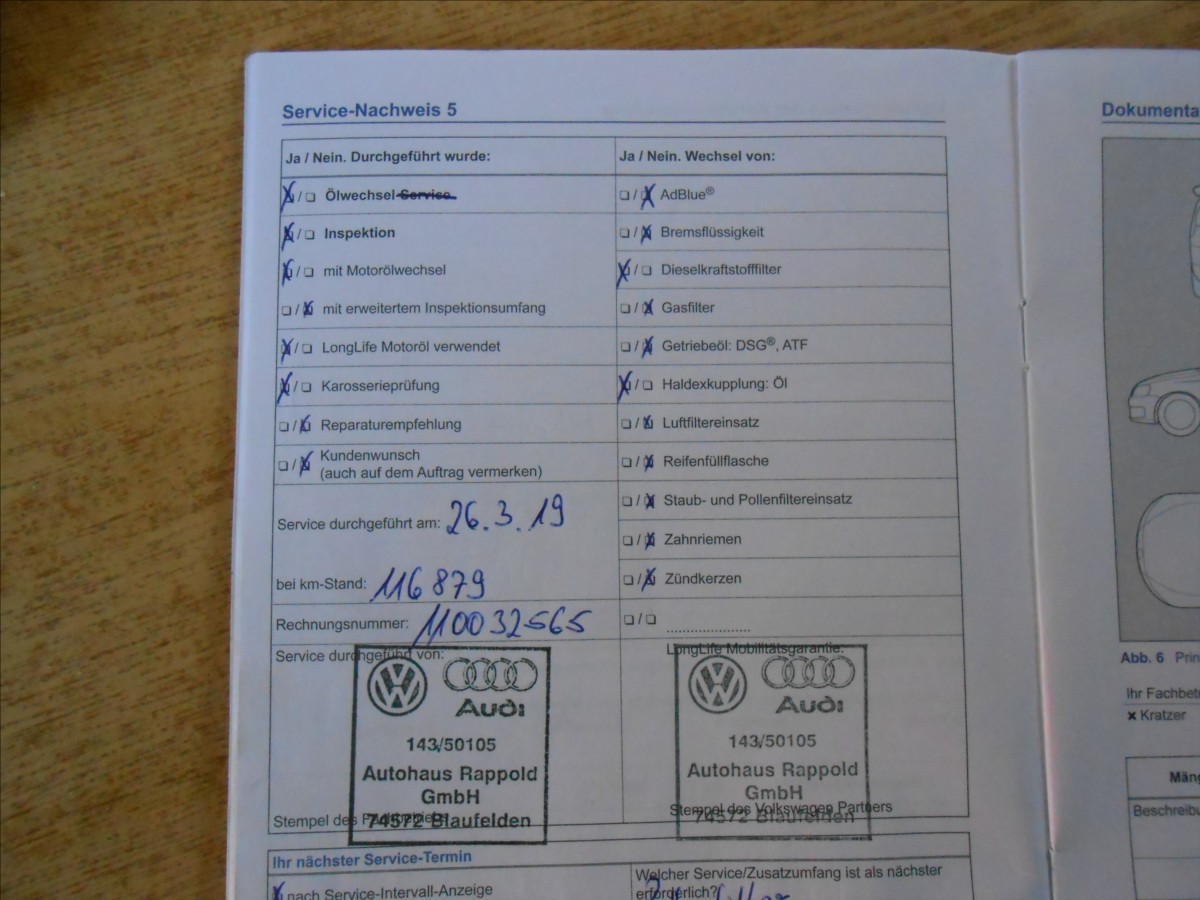 Service-Nachweis 5
Ja / Nein. Durchgeführt wurde:
Ölwechsel-Service
Inspektion
mit Motorölwechsel
mit erweitertem Inspektionsumfang
LongLife Motoröl verwendet
Karosserieprüfung
Reparaturempfehlung
Kundenwunsch
(auch auf dem Auftrag vermerken)
Service durchgeführt am: 26.3.19
bei km-Stand: 116879
Rechnungsnummer: 110032565
Service durchgeführt von:
Audi
143/50105
Autohaus Rappold
GmbH
74572 Blaufelden
Stempel des
Ja / Nein. Wechsel von:
AdBlue®
Bremsflüssigkeit
Dieselkraftstofffilter
Gasfilter
Getriebeöl: DSG®, ATF
Haldexkupplung: Öl
Luftfiltereinsatz
Reifenfüllflasche
Staub- und Pollenfiltereinsatz
Zahnriemen
Zündkerzen
LongLife Mobilitätsgarantie:
Audi
143/50105
Autohaus Rappold
GmbH
74572 Blaufelden
Stempel des Volkswagen Partners
Ihr nächster Service-Termin
nach Service-Intervall-Anzeige
Welcher Service/Zusatzumfang ist als nächster
erforderlich?
Dokumenta
Abb. 6 Prin
Ihr Fachbet
x Kratzer
Mäng
Beschreibu